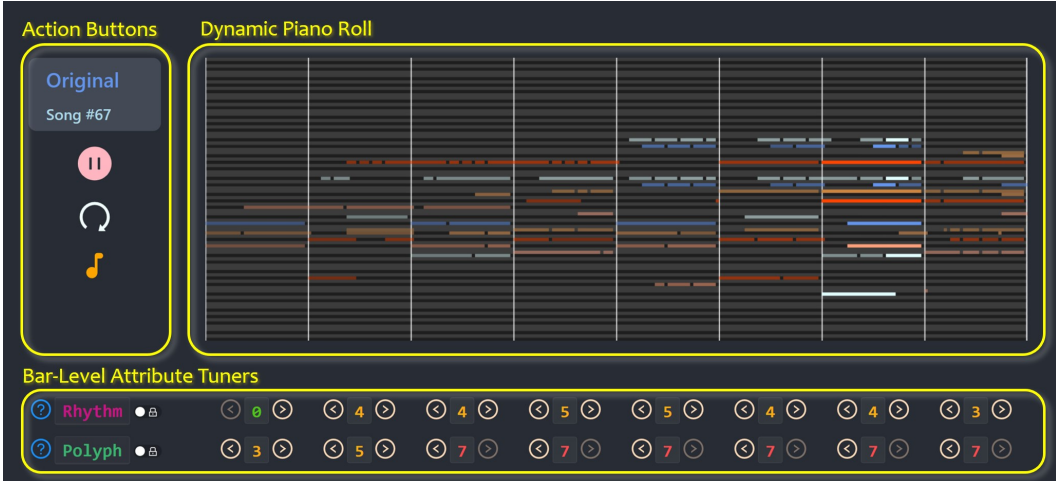 Action Buttons
Dynamic Piano Roll
Original
Song #67
Bar-Level Attribute Tuners
? Rhythm < 0 > < 4 > < 4 > < 5 > < 5 > < 4 > < 4 > < 3 >
? Polyph < 3 > < 5 > < 7 > < 7 > < 7 > < 7 > < 7 > < 7 >